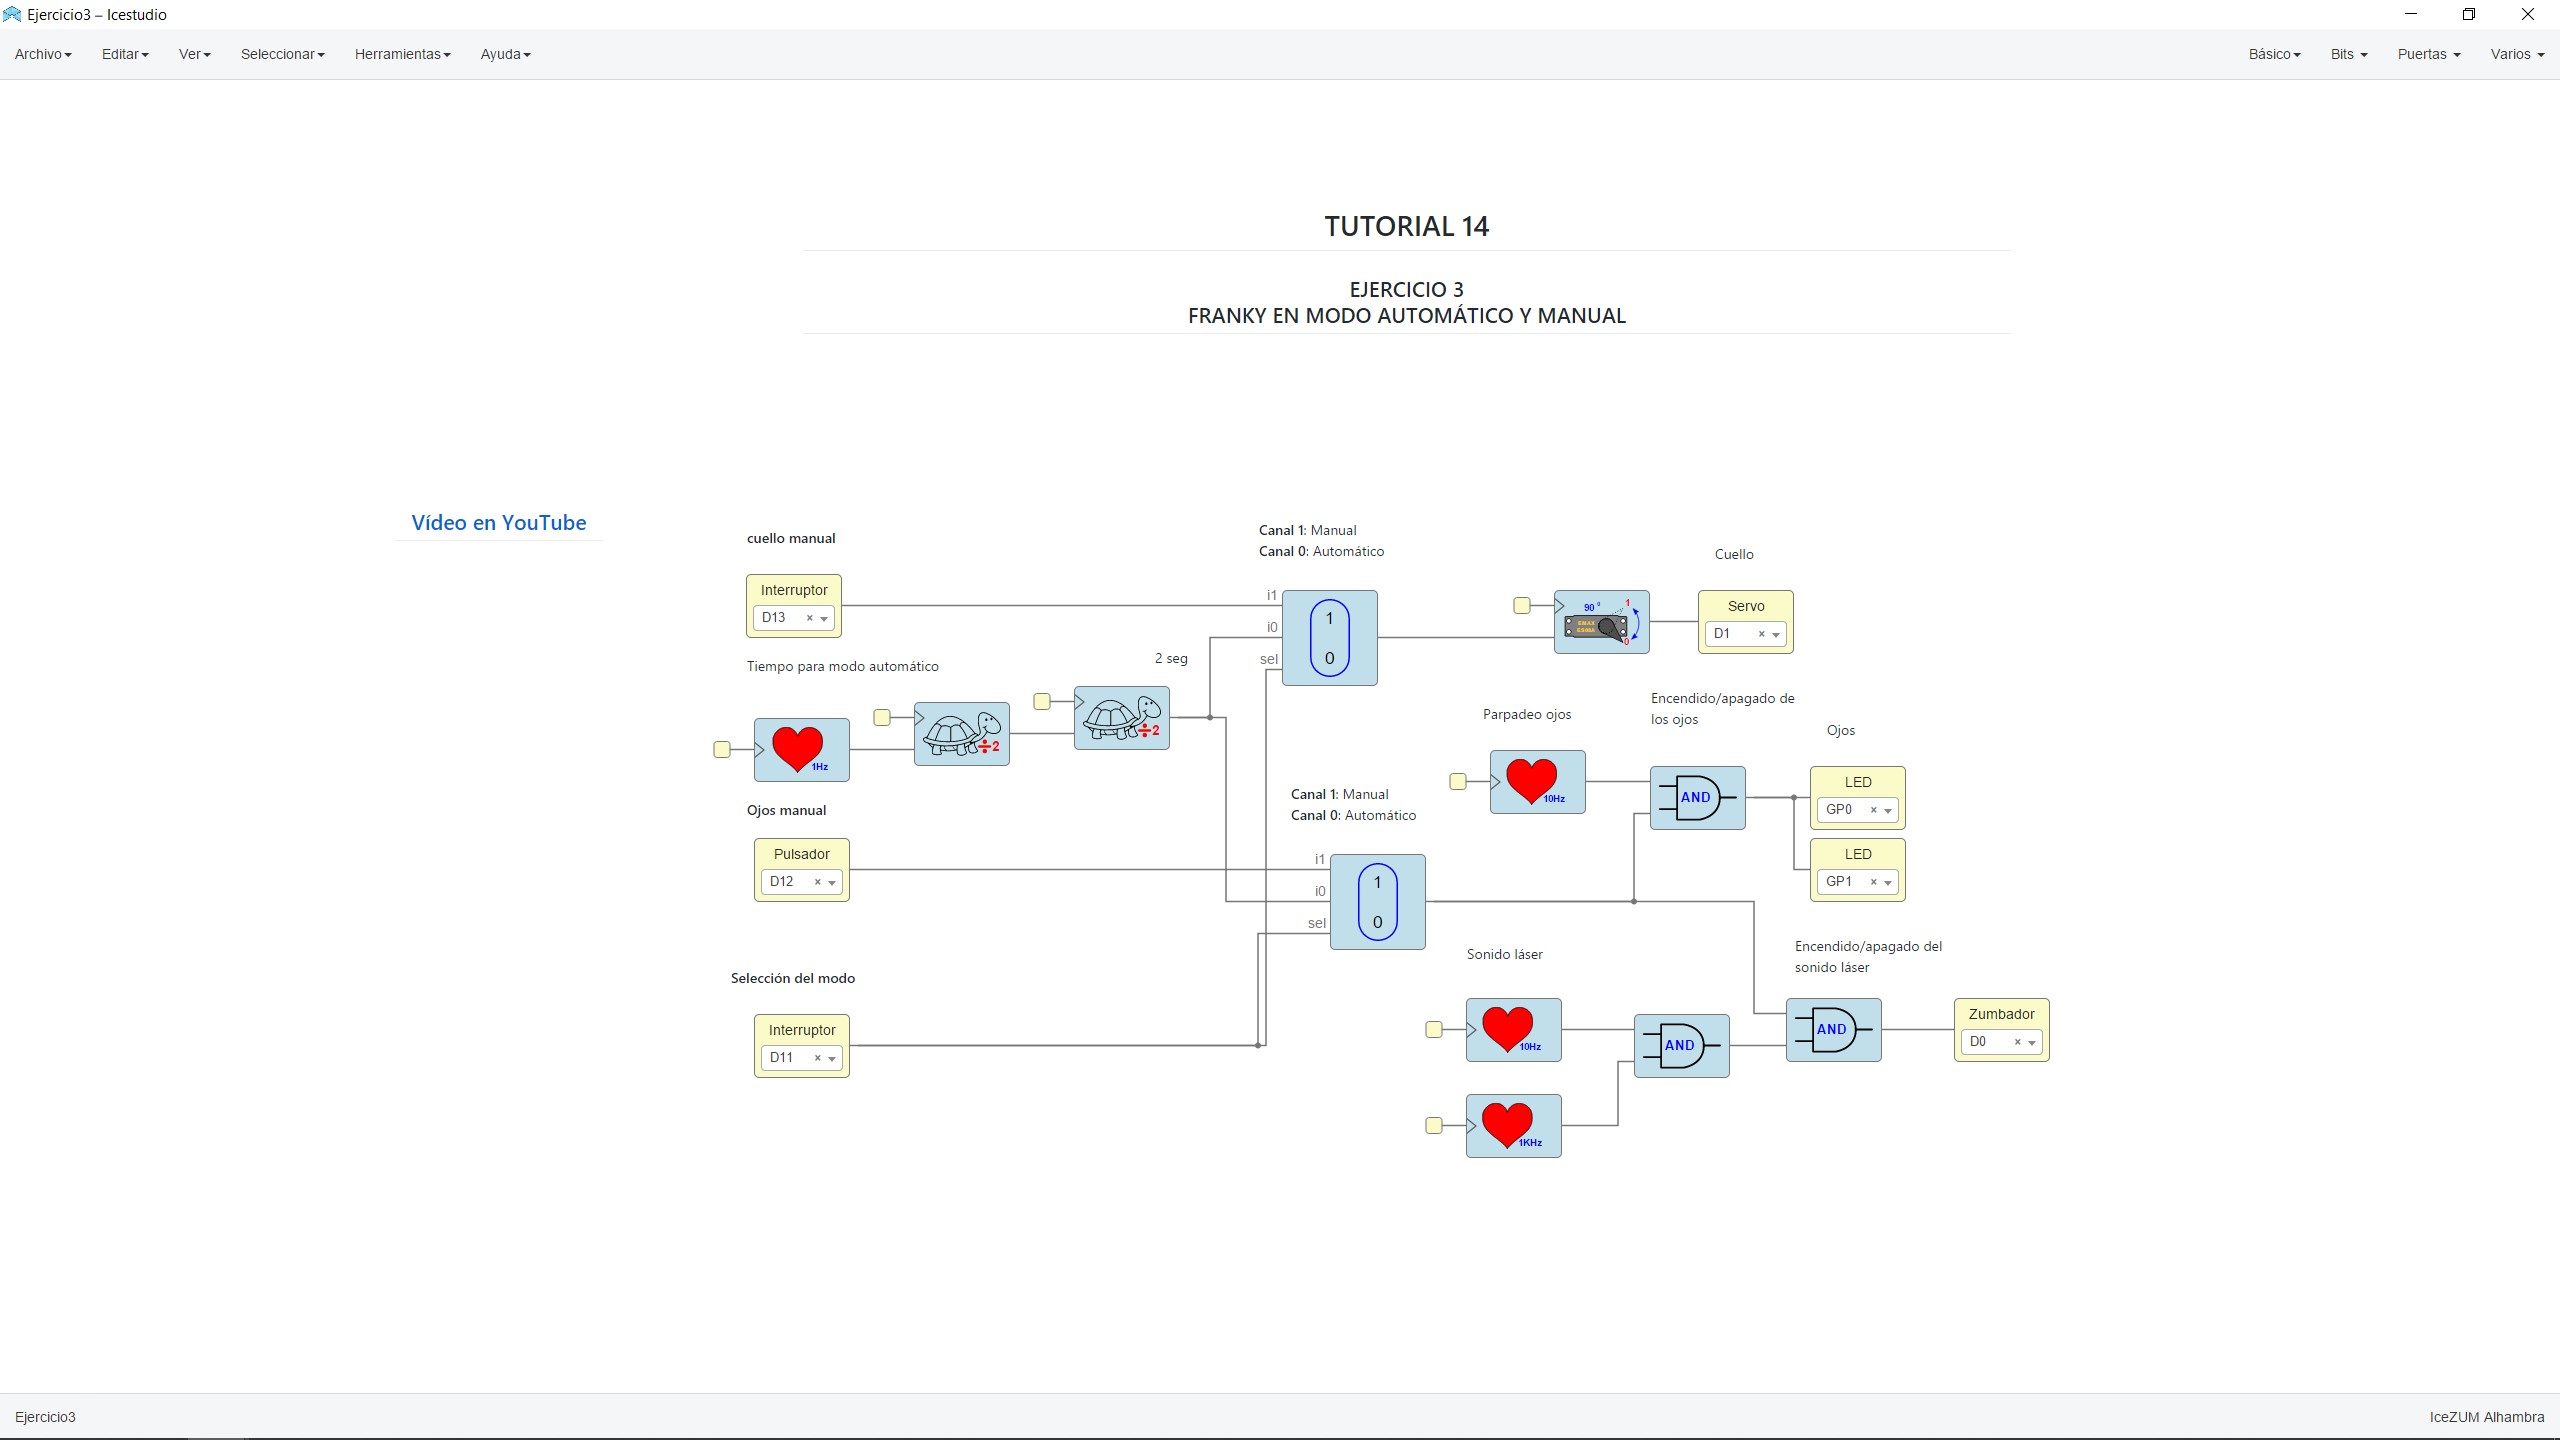 Ejercicio3 – Icestudio
Archivo Editar Ver Seleccionar Herramientas Ayuda Básico Bits Puertas Varios
TUTORIAL 14
EJERCICIO 3
FRANKY EN MODO AUTOMÁTICO Y MANUAL
Vídeo en YouTube
cuello manual
Interruptor
D13
Tiempo para modo automático
1Hz
÷2
2 seg
÷2
Ojos manual
Pulsador
D12
Selección del modo
Interruptor
D11
Canal 1: Manual
Canal 0: Automático
i1
i0
sel
1
0
Canal 1: Manual
Canal 0: Automático
i1
i0
sel
1
0
90 º
1
EMAX
ES08A
0
Cuello
Servo
D1
Parpadeo ojos
10Hz
Encendido/apagado de
los ojos
AND
Ojos
LED
GP0
LED
GP1
Sonido láser
10Hz
1KHz
AND
Encendido/apagado del
sonido láser
AND
Zumbador
D0
Ejercicio3
IceZUM Alhambra